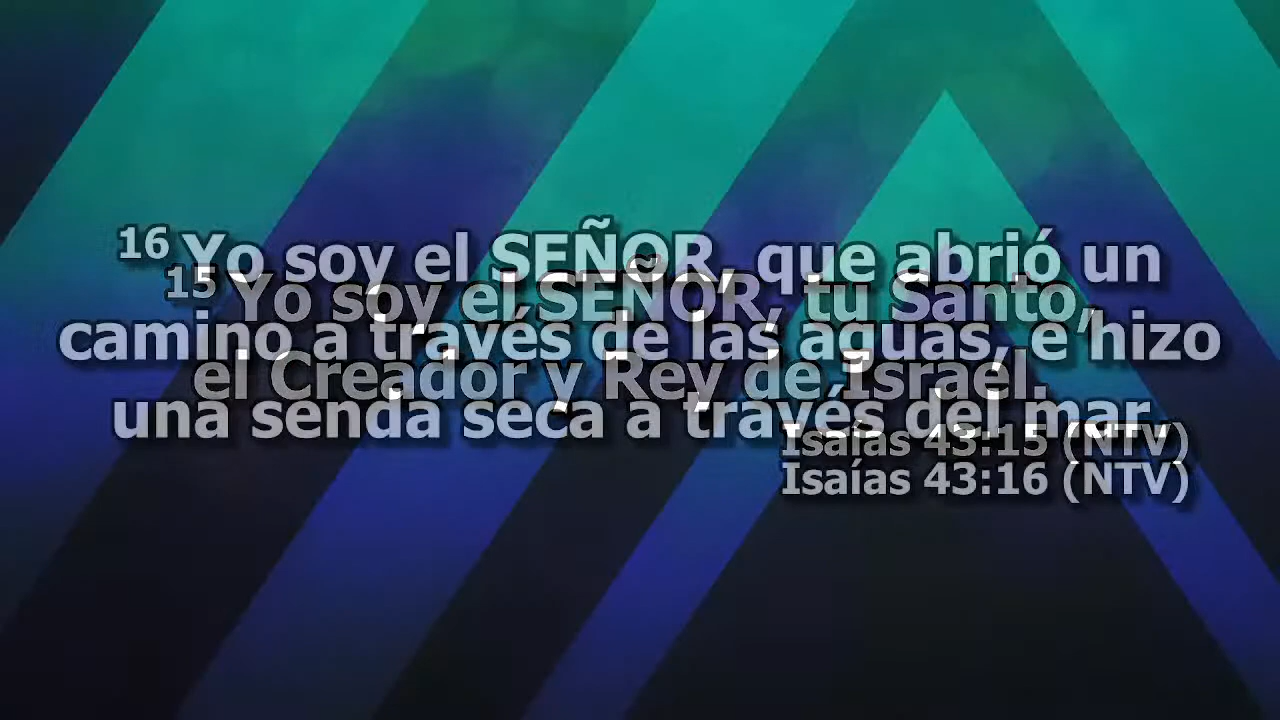 16 Yo soy el SEÑOR, que abrió un
camino a través de las aguas, e hizo
una senda seca a través del mar.
Isaías 43:16 (NTV)
15 Yo soy el SEÑOR, tu Santo,
el Creador y Rey de Israel.
Isaías 43:15 (NTV)